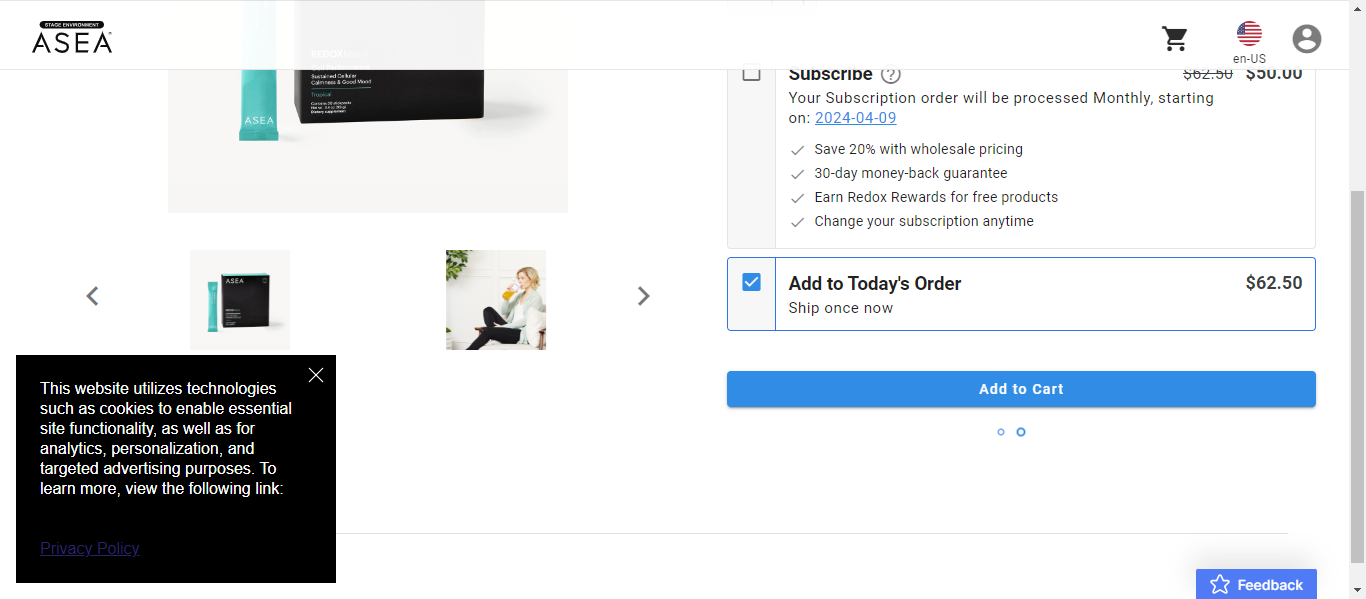 STAGE ENVIRONMENT
ASEA
en-US
REDOX
Sustained Cellular
Calmness & Good Mood
Tropical
Dietary supplement
ASEA
Subscribe
$62.50 $50.00
Your Subscription order will be processed Monthly, starting
on: 2024-04-09
Save 20% with wholesale pricing
30-day money-back guarantee
Earn Redox Rewards for free products
Change your subscription anytime
ASEA
Add to Today's Order
$62.50
Ship once now
Add to Cart
This website utilizes technologies
such as cookies to enable essential
site functionality, as well as for
analytics, personalization, and
targeted advertising purposes. To
learn more, view the following link:
Privacy Policy
Feedback